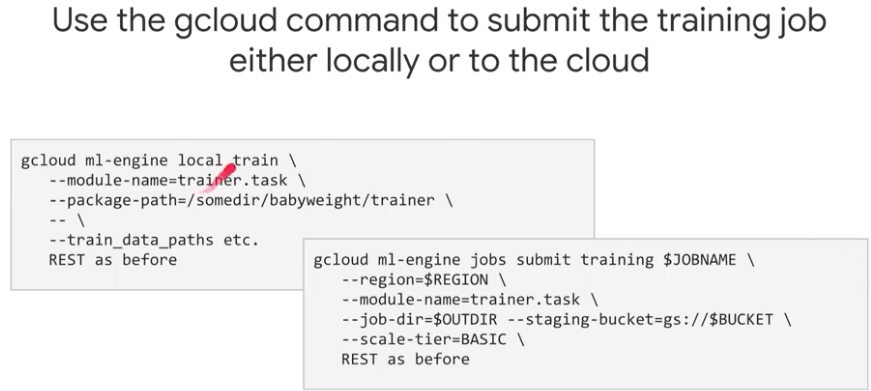 Use the gcloud command to submit the training job
either locally or to the cloud
gcloud ml-engine local train \
--module-name=trainer.task \
--package-path=/somedir/babyweight/trainer \
-- \
--train_data_paths etc.
REST as before
gcloud ml-engine jobs submit training $JOBNAME \
--region=$REGION \
--module-name=trainer.task \
--job-dir=$OUTDIR --staging-bucket=gs://$BUCKET \
--scale-tier=BASIC \
REST as before